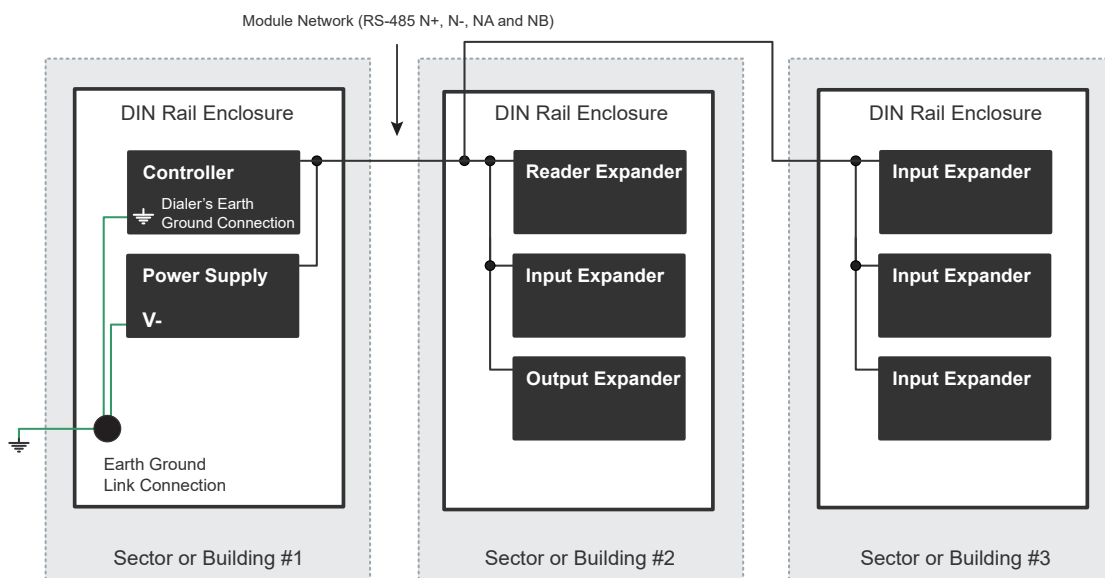 Module Network (RS-485 N+, N-, NA and NB)
DIN Rail Enclosure
Controller
Dialer's Earth
Ground Connection
Power Supply
V-
Earth Ground
Link Connection
Sector or Building #1
DIN Rail Enclosure
Reader Expander
Input Expander
Output Expander
Sector or Building #2
DIN Rail Enclosure
Input Expander
Input Expander
Input Expander
Sector or Building #3